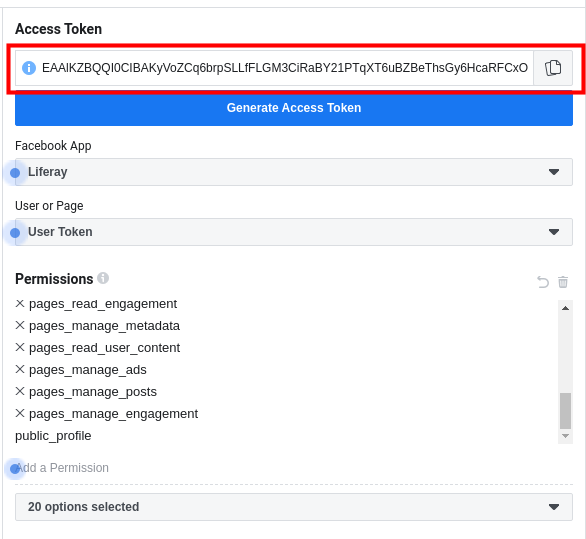 Access Token
EAAlKZBQQI0CIBAKyVoZCq6brpSLLfFLGM3CiRaBY21PTqXT6uBZBeThsGy6HcaRFCxO
Generate Access Token
Facebook App
Liferay
User or Page
User Token
Permissions
pages_read_engagement
pages_manage_metadata
pages_read_user_content
pages_manage_ads
pages_manage_posts
pages_manage_engagement
public_profile
Add a Permission
20 options selected